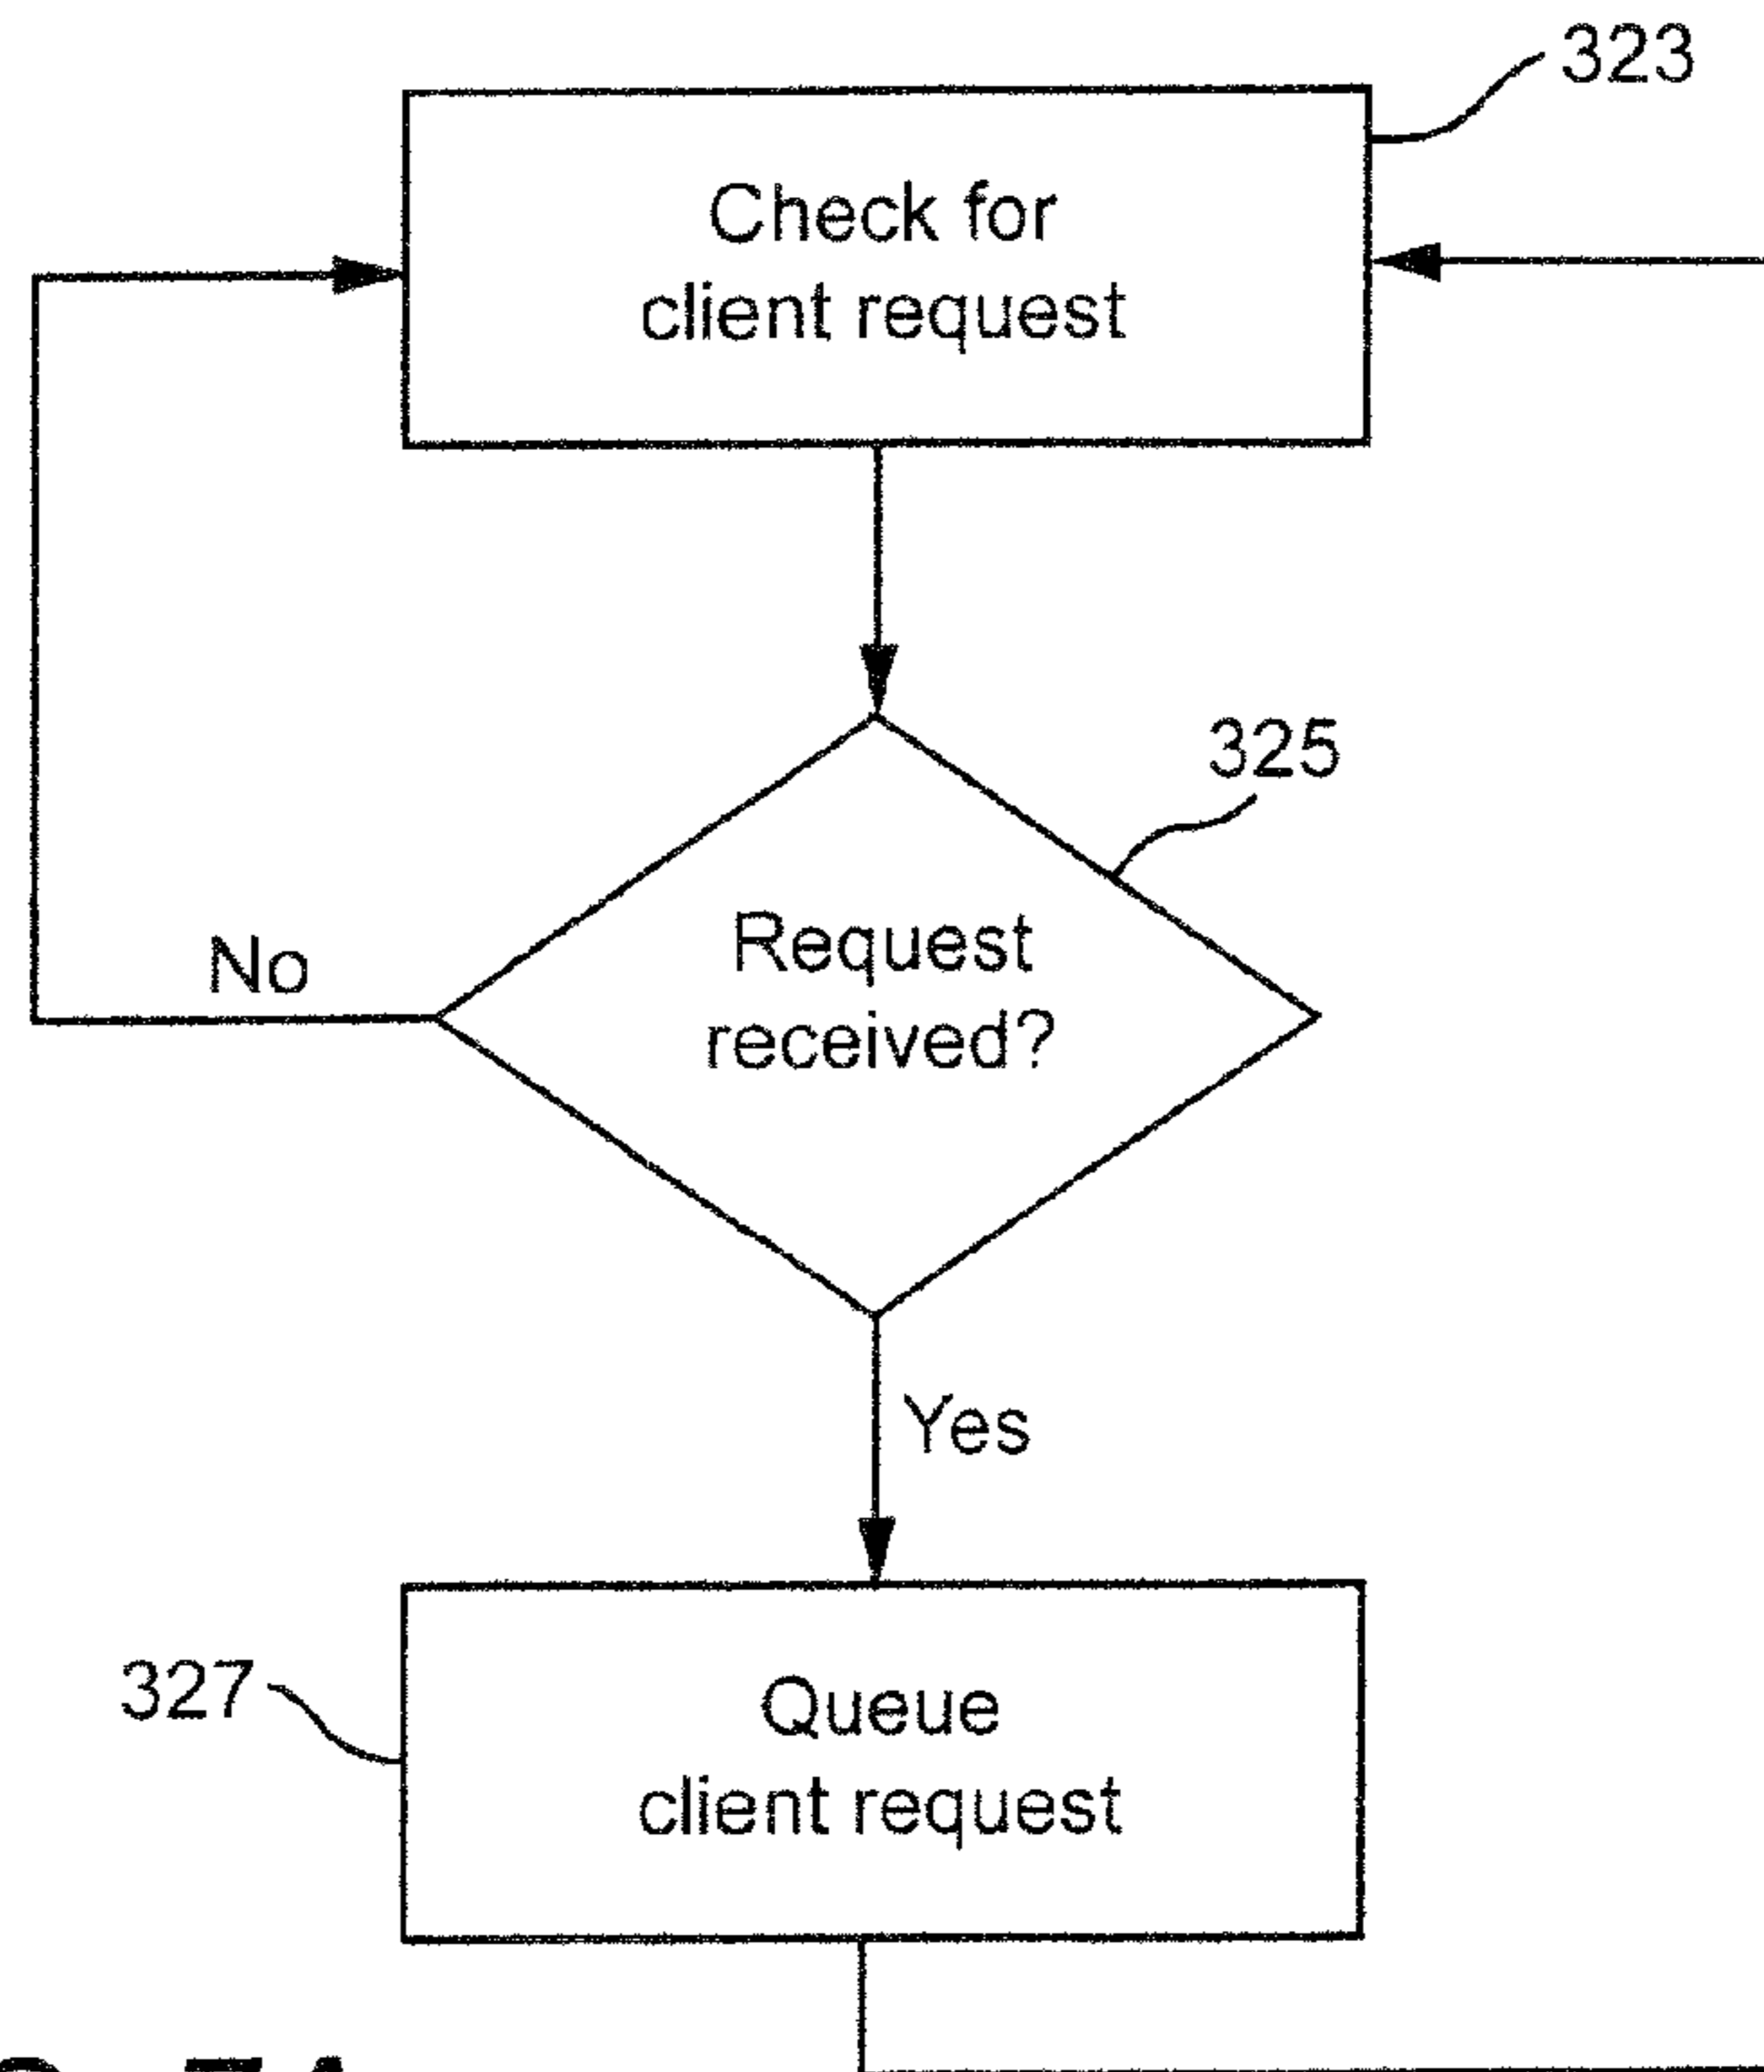 323
Check for
client request
325
Request
received?
No
Yes
327
Queue
client request